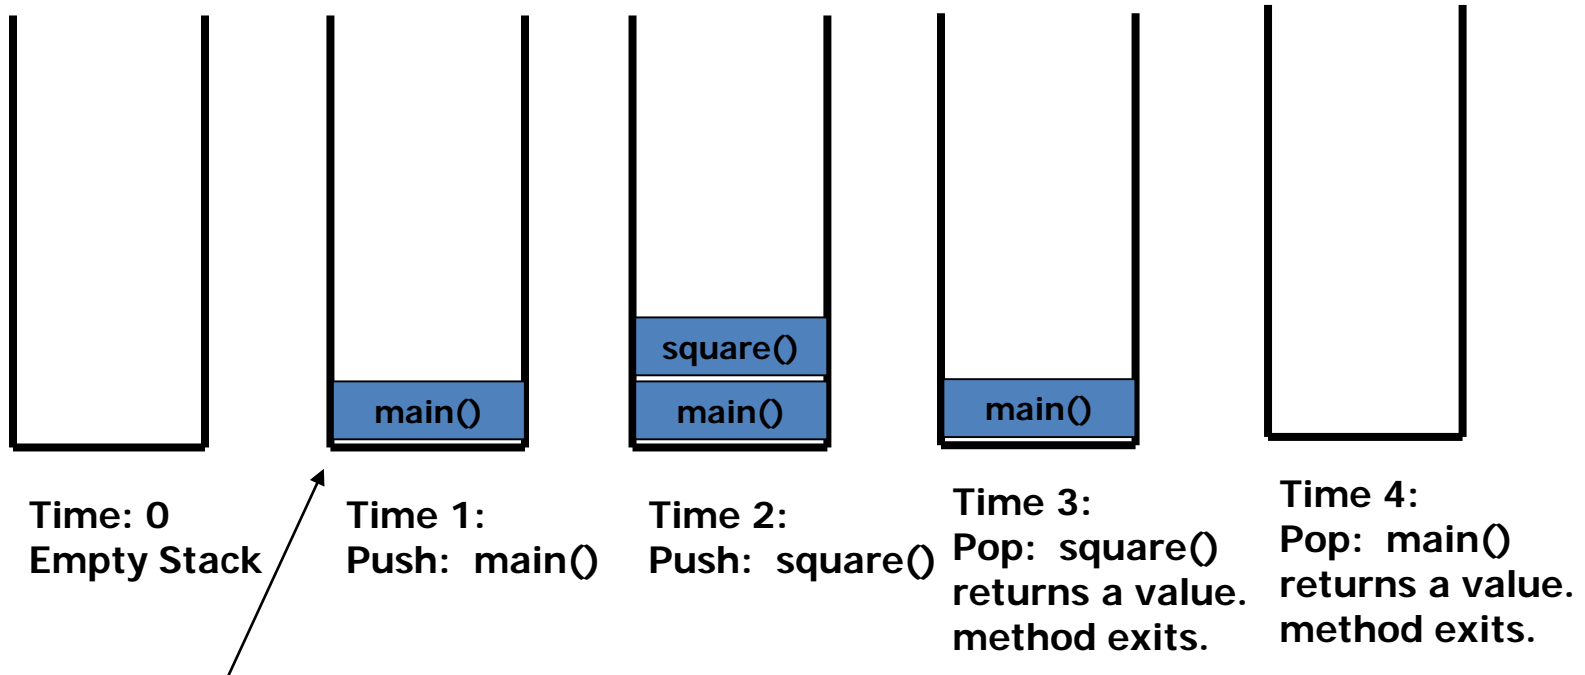 square()
main()
main()
main()
Time: 0
Empty Stack
Time 1:
Push: main()
Time 2:
Push: square()
Time 3:
Pop: square()
returns a value.
method exits.
Time 4:
Pop: main()
returns a value.
method exits.